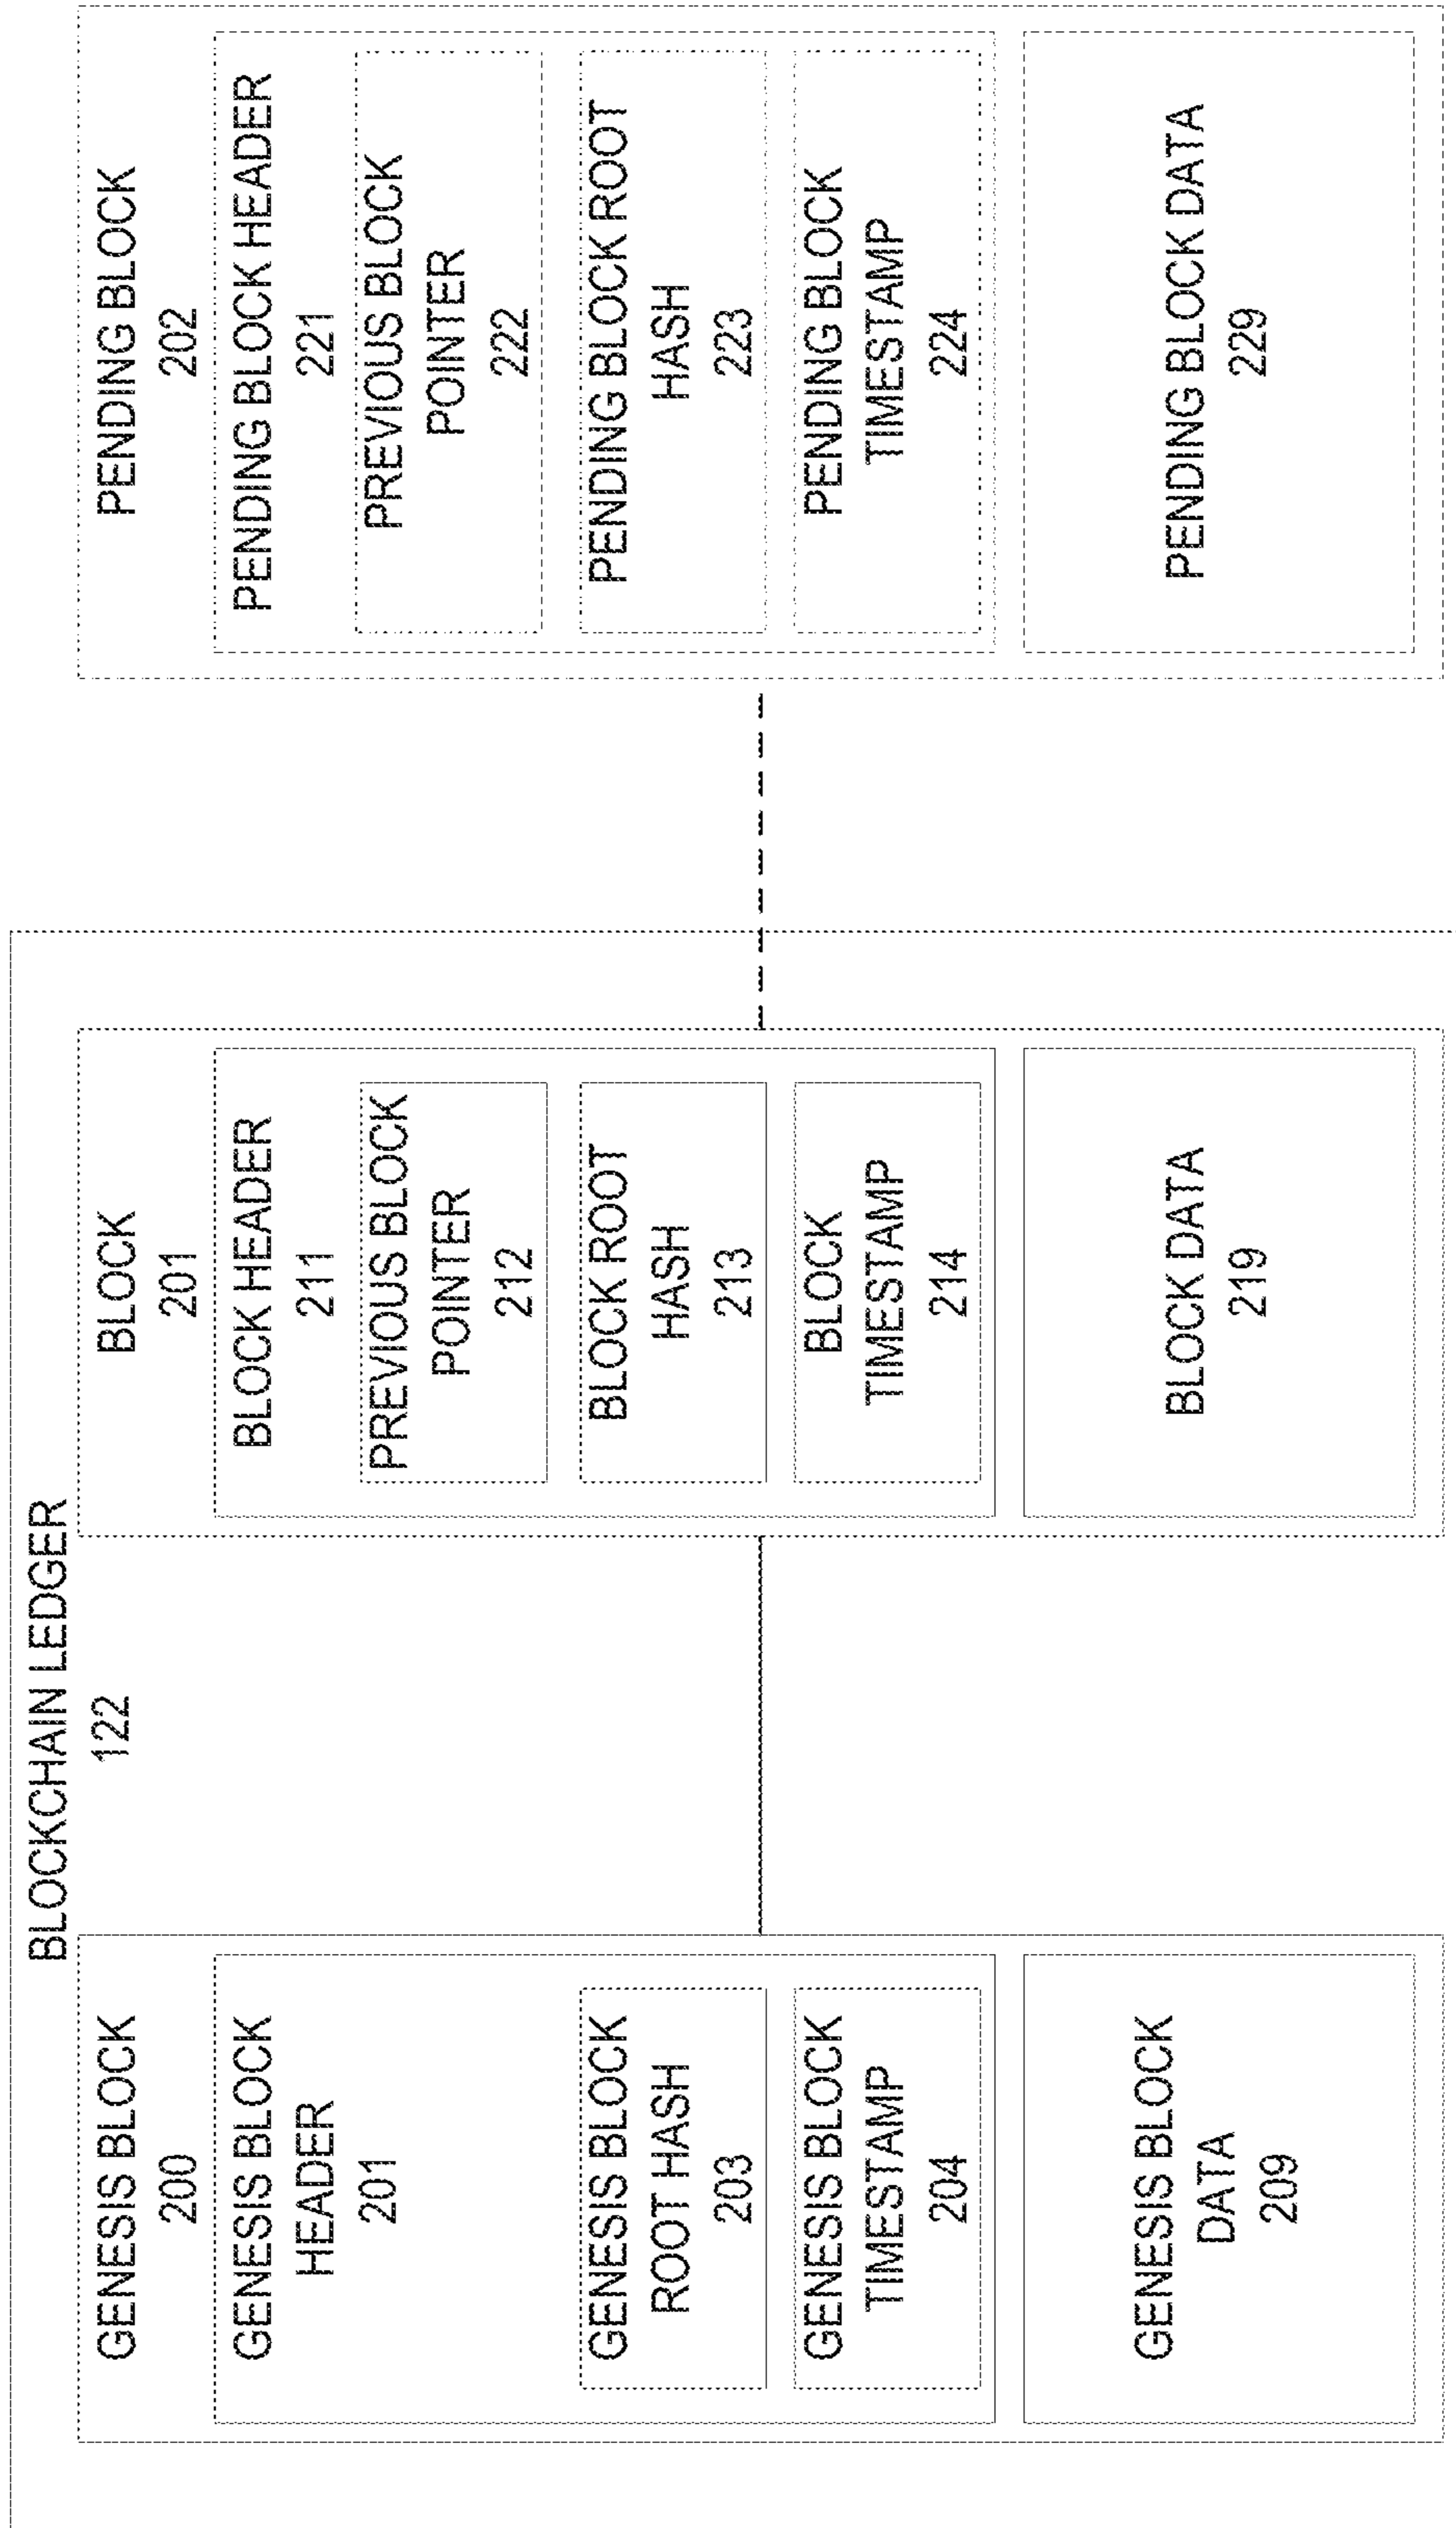 BLOCKCHAIN LEDGER
122
GENESIS BLOCK
200
GENESIS BLOCK
HEADER
201
GENESIS BLOCK
ROOT HASH
203
GENESIS BLOCK
TIMESTAMP
204
GENESIS BLOCK
DATA
209
BLOCK
201
BLOCK HEADER
211
PREVIOUS BLOCK
POINTER
212
BLOCK ROOT
HASH
213
BLOCK
TIMESTAMP
214
BLOCK DATA
219
PENDING BLOCK
202
PENDING BLOCK HEADER
221
PREVIOUS BLOCK
POINTER
222
PENDING BLOCK ROOT
HASH
223
PENDING BLOCK
TIMESTAMP
224
PENDING BLOCK DATA
229